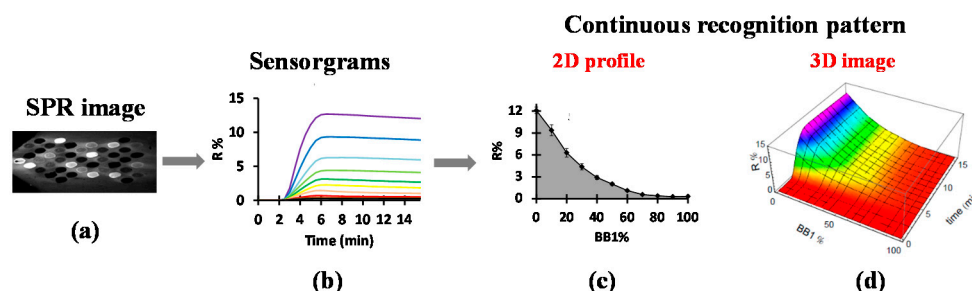 Continuous recognition pattern
SPR image
Sensorgrams
2D profile
3D image
(a)
R%
15
10
5
0
0 2 4 6 8 10 12 14
Time (min)
(b)
R%
12
9
6
3
0
0 20 40 60 80 100
BB1%
(c)
R %
15
10
5
0
0
50
100
BB1 %
0
5
10
15
time (mi
(d)